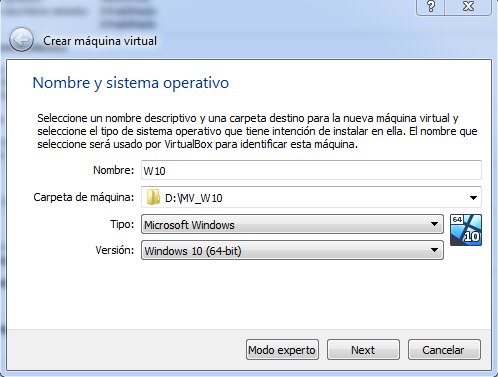 Crear máquina virtual
Nombre y sistema operativo
Seleccione un nombre descriptivo y una carpeta destino para la nueva máquina virtual y
seleccione el tipo de sistema operativo que tiene intención de instalar en ella. El nombre que
seleccione será usado por VirtualBox para identificar esta máquina.
Nombre: W10
Carpeta de máquina: D:\MV_W10
Tipo: Microsoft Windows
64
10
Versión: Windows 10 (64-bit)
Modo experto Next Cancelar